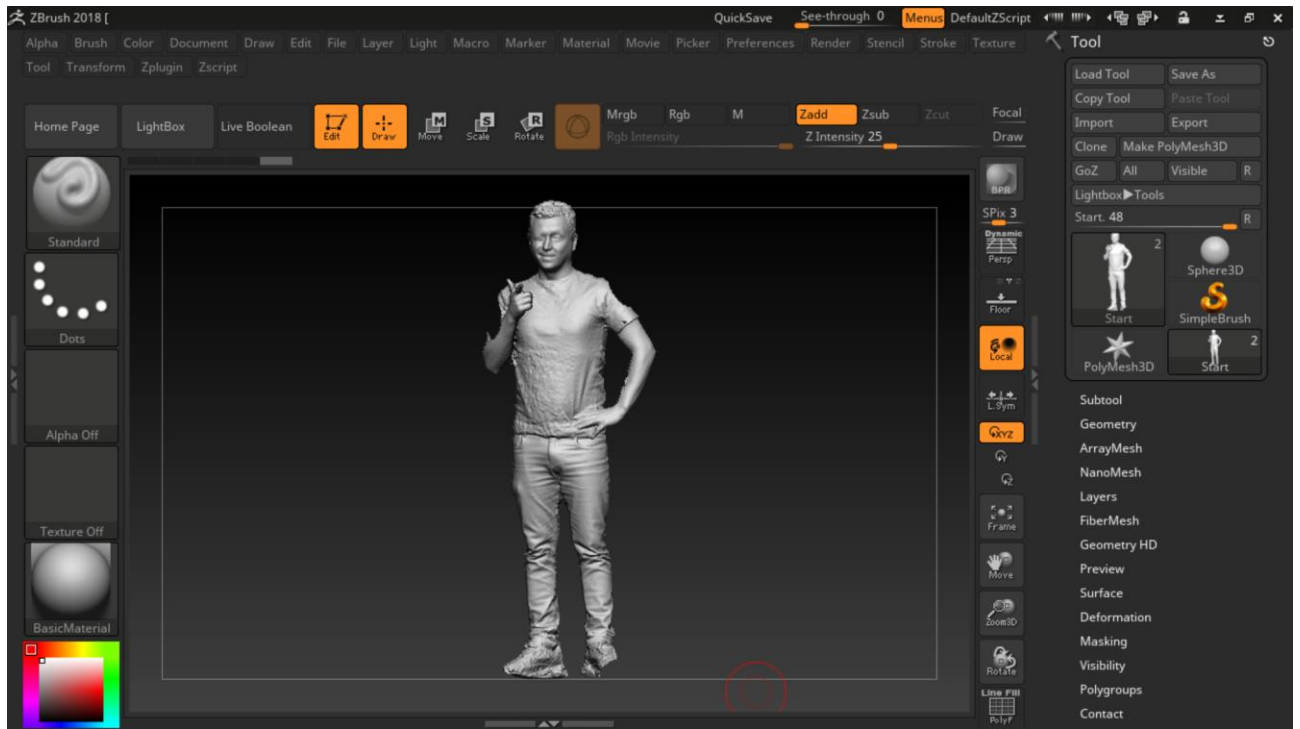 ZBrush 2018 [ QuickSave See-through 0 Menus DefaultZScript
Alpha Brush Color Document Draw Edit File Layer Light Macro Marker Material Movie Picker Preferences Render Stencil Stroke Texture
Tool Transform Zplugin Zscript
Home Page LightBox Live Boolean Edit Draw Move Scale Rotate
Mrgb Rgb M
Rgb Intensity
Zadd Zsub Zcut
Z Intensity 25
Focal
Draw
Standard
Dots
Alpha Off
Texture Off
BasicMaterial
BPR
SPix 3
Dynamic
Persp
Floor
Local
L.Sym
XYZ
Y
Z
Frame
Move
Zoom3D
Rotate
Line Fill
PolyF
Tool
Load Tool Save As
Copy Tool Paste Tool
Import Export
Clone Make PolyMesh3D
GoZ All Visible R
Lightbox▶Tools
Start. 48 R
2
Start
Sphere3D
SimpleBrush
PolyMesh3D
2
Start
Subtool
Geometry
ArrayMesh
NanoMesh
Layers
FiberMesh
Geometry HD
Preview
Surface
Deformation
Masking
Visibility
Polygroups
Contact